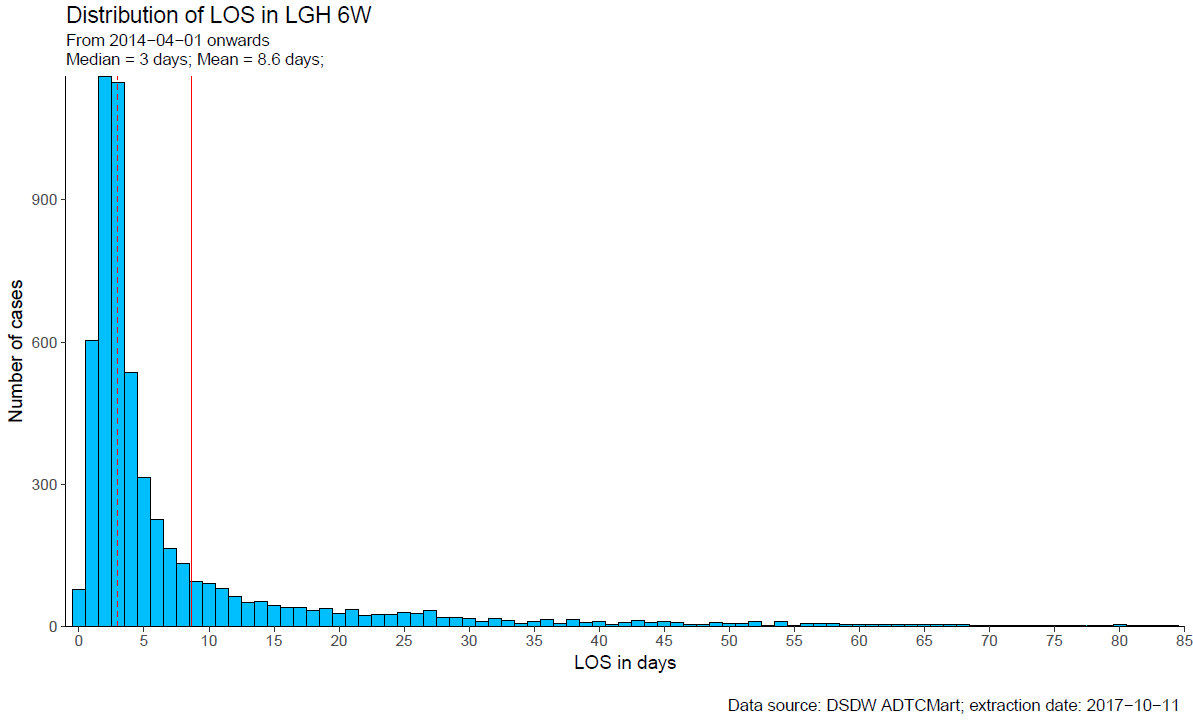 Distribution of LOS in LGH 6W
From 2014−04−01 onwards
Median = 3 days; Mean = 8.6 days;
Number of cases
900
600
300
0
0 5 10 15 20 25 30 35 40 45 50 55 60 65 70 75 80 85
LOS in days
Data source: DSDW ADTCMart; extraction date: 2017−10−11